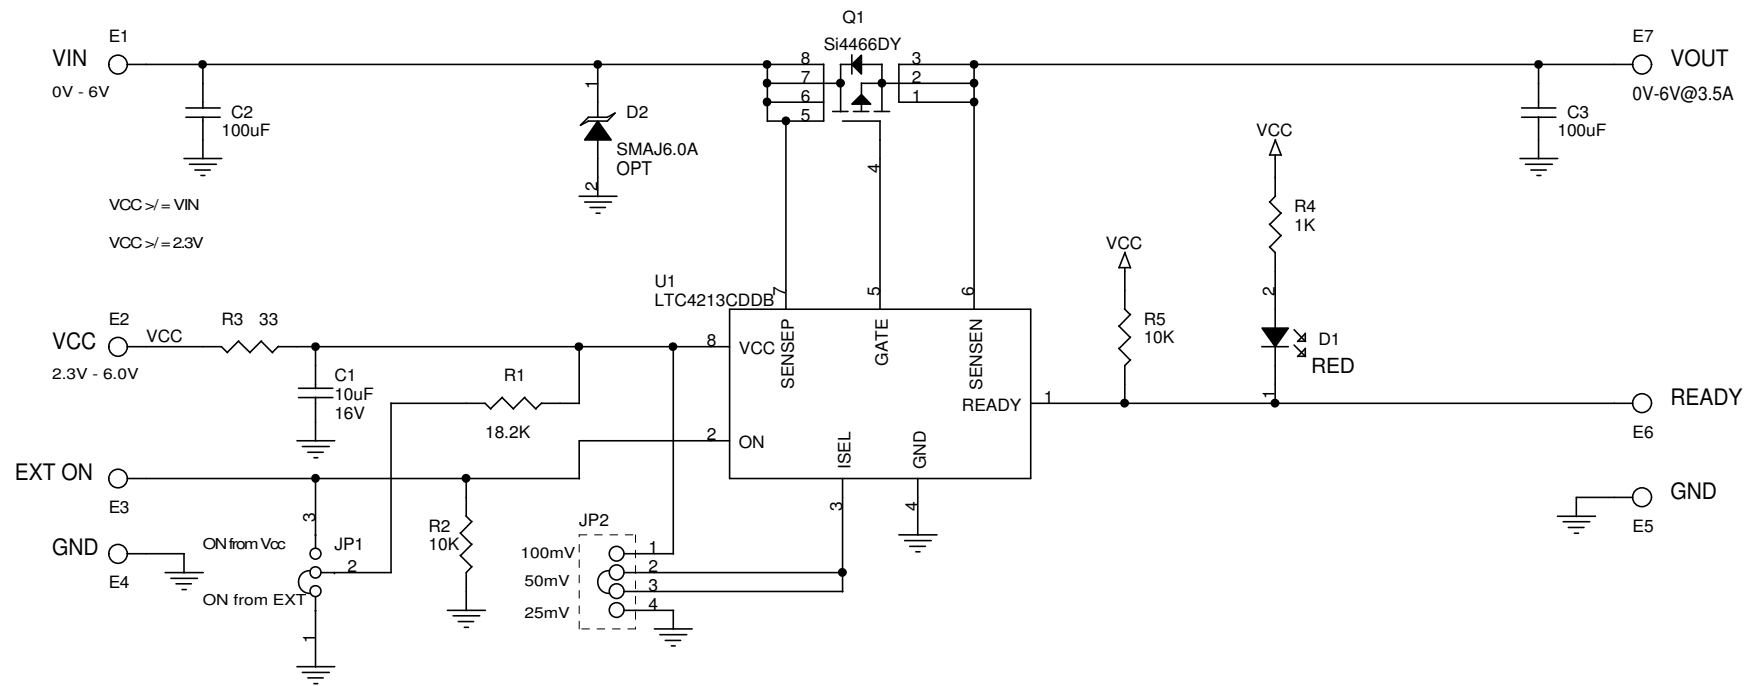 Q1
Si4466DY
E1
VIN
0V - 6V
C2
100uF
1
D2
SMAJ6.0A
OPT
2
8
7
6
5
3
2
1
4
E7
VOUT
0V-6V@3.5A
C3
100uF
VCC >/= VIN
VCC >/= 2.3V
VCC
R4
1K
VCC
R5
10K
2
D1
RED
1
U1
LTC4213CDDB
7
5
6
SENSEP
GATE
SENSEN
8
VCC
READY
1
2
ON
ISEL
GND
3
4
E2
VCC
VCC
2.3V - 6.0V
R3 33
C1
10uF
16V
R1
18.2K
READY
E6
EXT ON
E3
GND
E5
GND
E4
3
ON from Vcc
JP1
2
ON from EXT
1
R2
10K
JP2
100mV
1
2
50mV
3
25mV
4